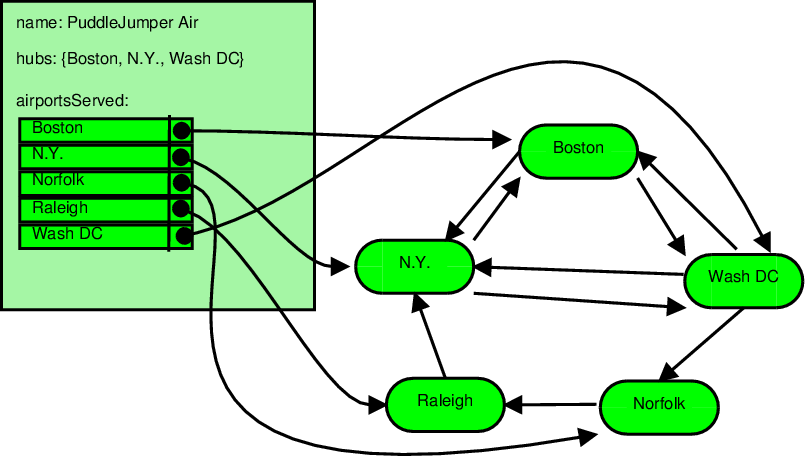 name: PuddleJumper Air
hubs: {Boston, N.Y., Wash DC}
airportsServed:
Boston
N.Y.
Norfolk
Raleigh
Wash DC
Boston
N.Y.
Wash DC
Raleigh
Norfolk